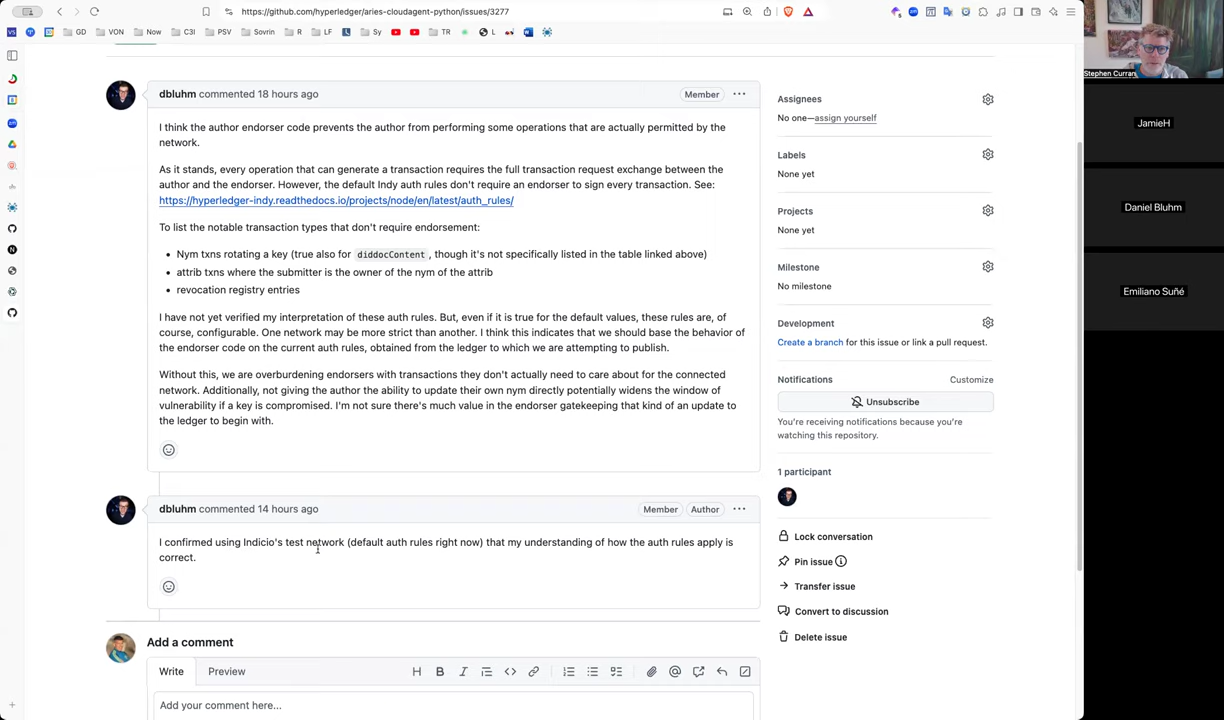 https://github.com/hyperledger/aries-cloudagent-python/issues/3277
GD
VON
Now
C3I
PSV
Sovrin
R
LF
Sy
TR
L
Stephen Curran
JamieH
Daniel Bluhm
Emiliano Suñé
dbluhm commented 18 hours ago
Member
I think the author endorser code prevents the author from performing some operations that are actually permitted by the
network.
As it stands, every operation that can generate a transaction requires the full transaction request exchange between the
author and the endorser. However, the default Indy auth rules don't require an endorser to sign every transaction. See:
https://hyperledger-indy.readthedocs.io/projects/node/en/latest/auth_rules/
To list the notable transaction types that don't require endorsement:
• Nym txns rotating a key (true also for diddocContent, though it's not specifically listed in the table linked above)
• attrib txns where the submitter is the owner of the nym of the attrib
• revocation registry entries
I have not yet verified my interpretation of these auth rules. But, even if it is true for the default values, these rules are, of
course, configurable. One network may be more strict than another. I think this indicates that we should base the behavior of
the endorser code on the current auth rules, obtained from the ledger to which we are attempting to publish.
Without this, we are overburdening endorsers with transactions they don't actually need to care about for the connected
network. Additionally, not giving the author the ability to update their own nym directly potentially widens the window of
vulnerability if a key is compromised. I'm not sure there's much value in the endorser gatekeeping that kind of an update to
the ledger to begin with.
dbluhm commented 14 hours ago
Member
Author
I confirmed using Indicio's test network (default auth rules right now) that my understanding of how the auth rules apply is
correct.
Add a comment
Write
Preview
Add your comment here...
Assignees
No one—assign yourself
Labels
None yet
Projects
None yet
Milestone
No milestone
Development
Create a branch for this issue or link a pull request.
Notifications
Customize
Unsubscribe
You're receiving notifications because you're
watching this repository.
1 participant
Lock conversation
Pin issue
Transfer issue
Convert to discussion
Delete issue